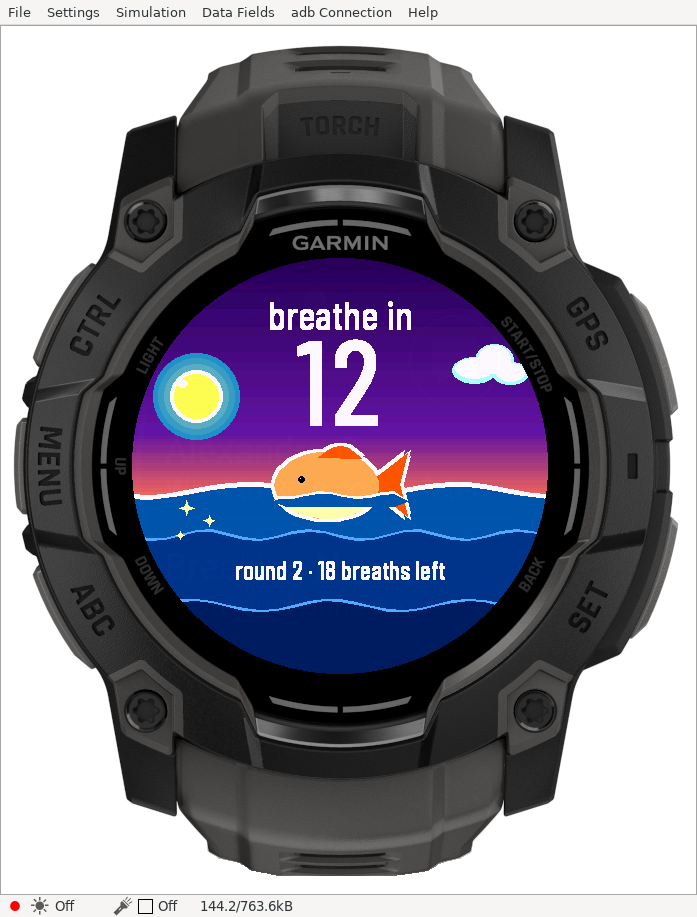 File Settings Simulation Data Fields adb Connection Help
TORCH
GARMIN
CTRL
GPS
LIGHT
START/STOP
breathe in
12
MENU
UP
round 2 · 18 breaths left
DOWN
BACK
ABC
SET
Off Off 144.2/763.6kB